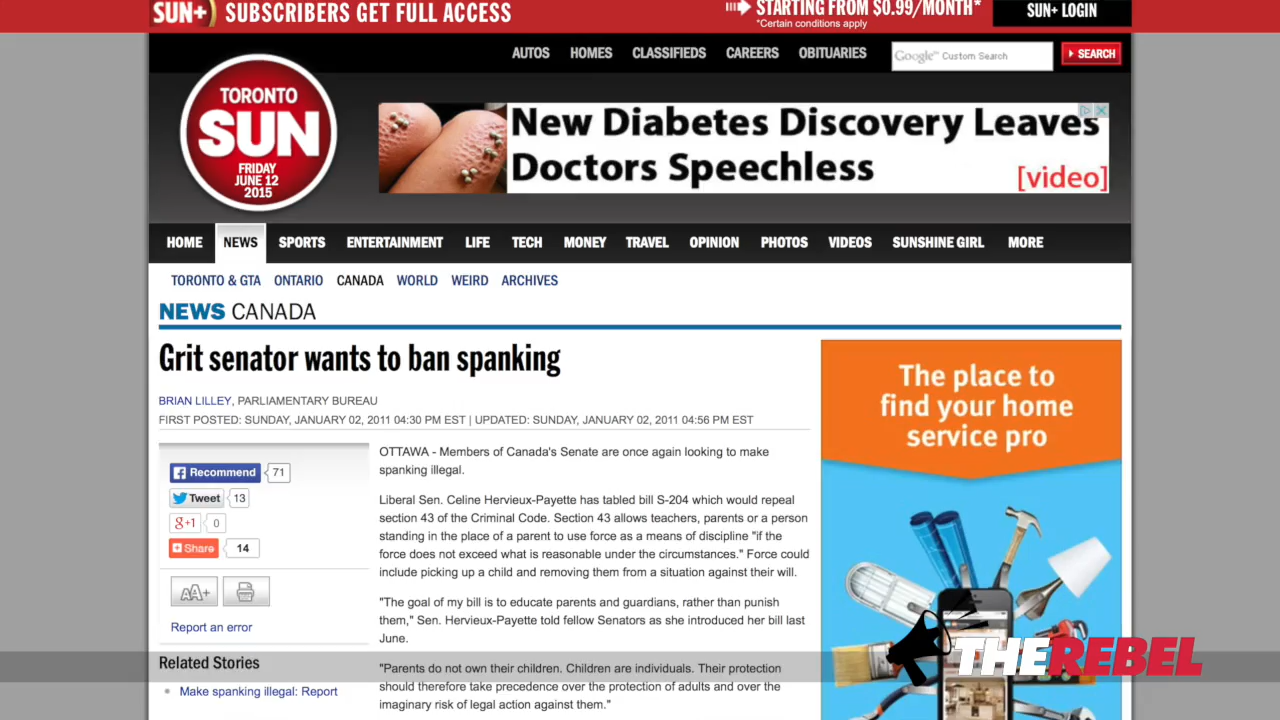 SUN+ SUBSCRIBERS GET FULL ACCESS
STARTING FROM $0.99/MONTH*
*Certain conditions apply
SUN+ LOGIN
AUTOS HOMES CLASSIFIEDS CAREERS OBITUARIES
Google™ Custom Search
SEARCH
TORONTO
SUN
FRIDAY
JUNE 12
2015
New Diabetes Discovery Leaves
Doctors Speechless
[video]
HOME NEWS SPORTS ENTERTAINMENT LIFE TECH MONEY TRAVEL OPINION PHOTOS VIDEOS SUNSHINE GIRL MORE
TORONTO & GTA ONTARIO CANADA WORLD WEIRD ARCHIVES
NEWS CANADA
Grit senator wants to ban spanking
BRIAN LILLEY, PARLIAMENTARY BUREAU
FIRST POSTED: SUNDAY, JANUARY 02, 2011 04:30 PM EST | UPDATED: SUNDAY, JANUARY 02, 2011 04:56 PM EST
Recommend 71
Tweet 13
g+1 0
Share 14
AA+
Report an error
Related Stories
Make spanking illegal: Report
OTTAWA - Members of Canada's Senate are once again looking to make
spanking illegal.
Liberal Sen. Celine Hervieux-Payette has tabled bill S-204 which would repeal
section 43 of the Criminal Code. Section 43 allows teachers, parents or a person
standing in the place of a parent to use force as a means of discipline "if the
force does not exceed what is reasonable under the circumstances." Force could
include picking up a child and removing them from a situation against their will.
"The goal of my bill is to educate parents and guardians, rather than punish
them," Sen. Hervieux-Payette told fellow Senators as she introduced her bill last
June.
"Parents do not own their children. Children are individuals. Their protection
should therefore take precedence over the protection of adults and over the
imaginary risk of legal action against them."
The place to
find your home
service pro
THEREBEL